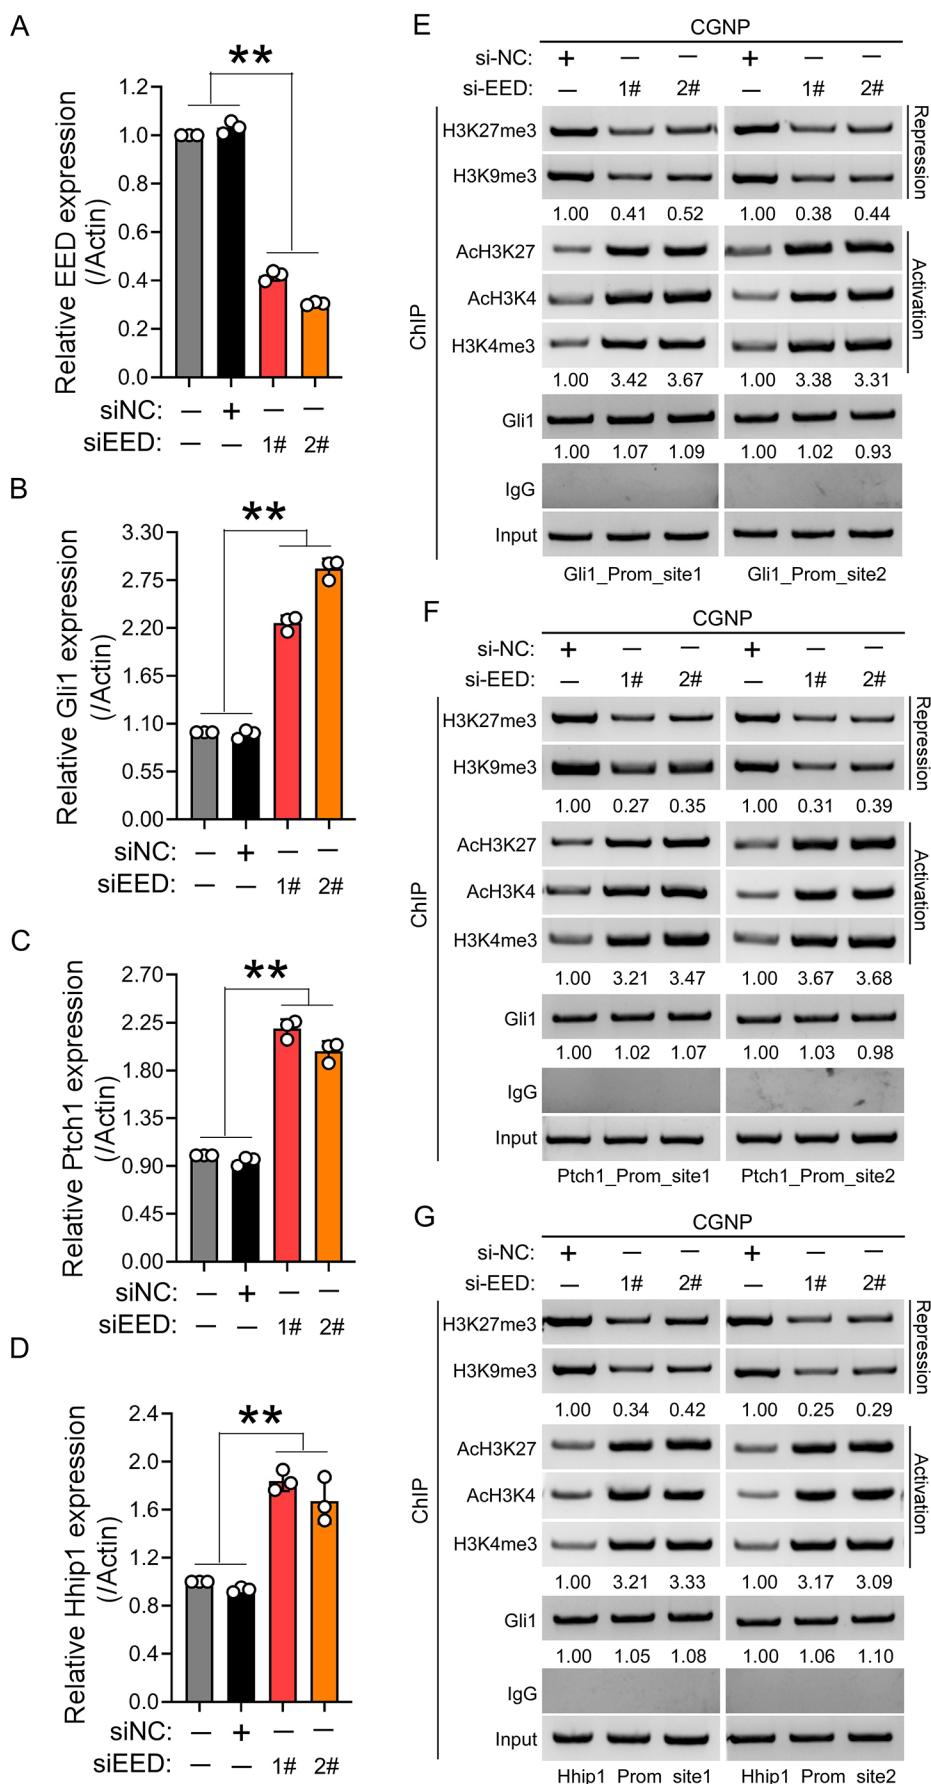 A
**
Relative EED expression
(/Actin)
1.2
1.0
0.8
0.6
0.4
0.2
0.0
siNC: — + — —
siEED: — — 1# 2#
B
**
Relative Gli1 expression
(/Actin)
3.30
2.75
2.20
1.65
1.10
0.55
0.00
siNC: — + — —
siEED: — — 1# 2#
C
**
Relative Ptch1 expression
(/Actin)
2.70
2.25
1.80
1.35
0.90
0.45
0.00
siNC: — + — —
siEED: — — 1# 2#
D
**
Relative Hhip1 expression
(/Actin)
2.4
2.0
1.6
1.2
0.8
0.4
0.0
siNC: — + — —
siEED: — — 1# 2#
E
CGNP
si-NC: + — — + — —
si-EED: — 1# 2# — 1# 2#
ChIP
H3K27me3
Repression
H3K9me3
1.00 0.41 0.52 1.00 0.38 0.44
AcH3K27
Activation
AcH3K4
H3K4me3
1.00 3.42 3.67 1.00 3.38 3.31
Gli1
1.00 1.07 1.09 1.00 1.02 0.93
IgG
Input
Gli1_Prom_site1 Gli1_Prom_site2
F
CGNP
si-NC: + — — + — —
si-EED: — 1# 2# — 1# 2#
ChIP
H3K27me3
Repression
H3K9me3
1.00 0.27 0.35 1.00 0.31 0.39
AcH3K27
Activation
AcH3K4
H3K4me3
1.00 3.21 3.47 1.00 3.67 3.68
Gli1
1.00 1.02 1.07 1.00 1.03 0.98
IgG
Input
Ptch1_Prom_site1 Ptch1_Prom_site2
G
CGNP
si-NC: + — — + — —
si-EED: — 1# 2# — 1# 2#
ChIP
H3K27me3
Repression
H3K9me3
1.00 0.34 0.42 1.00 0.25 0.29
AcH3K27
Activation
AcH3K4
H3K4me3
1.00 3.21 3.33 1.00 3.17 3.09
Gli1
1.00 1.05 1.08 1.00 1.06 1.10
IgG
Input
Hhip1 Prom site1 Hhip1 Prom site2